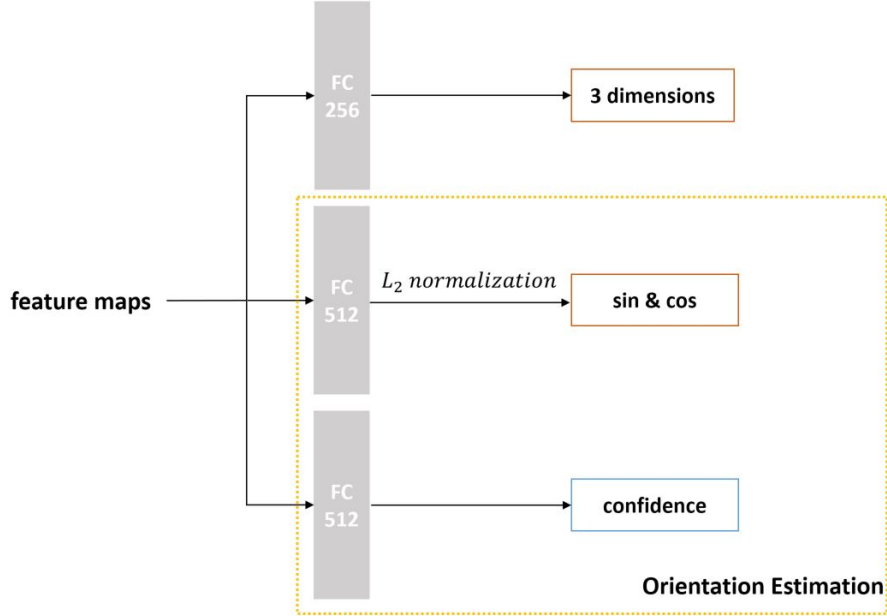 FC
256
3 dimensions
feature maps
FC
512
L₂ normalization
sin & cos
FC
512
confidence
Orientation Estimation